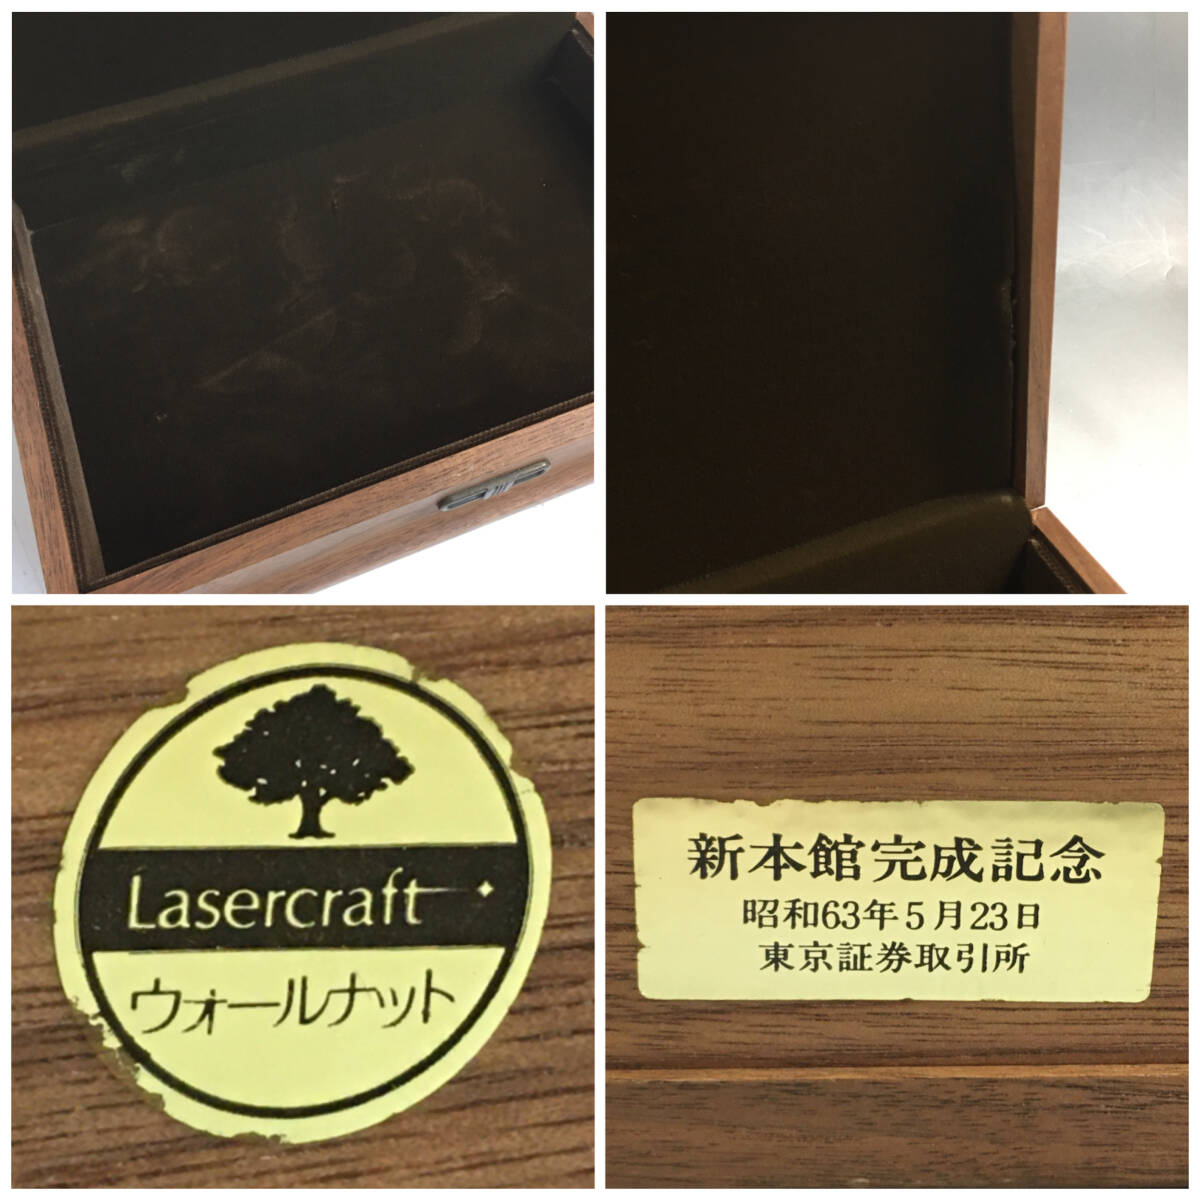 Lasercraft
ウォールナット
新本館完成記念
昭和63年5月23日
東京証券取引所